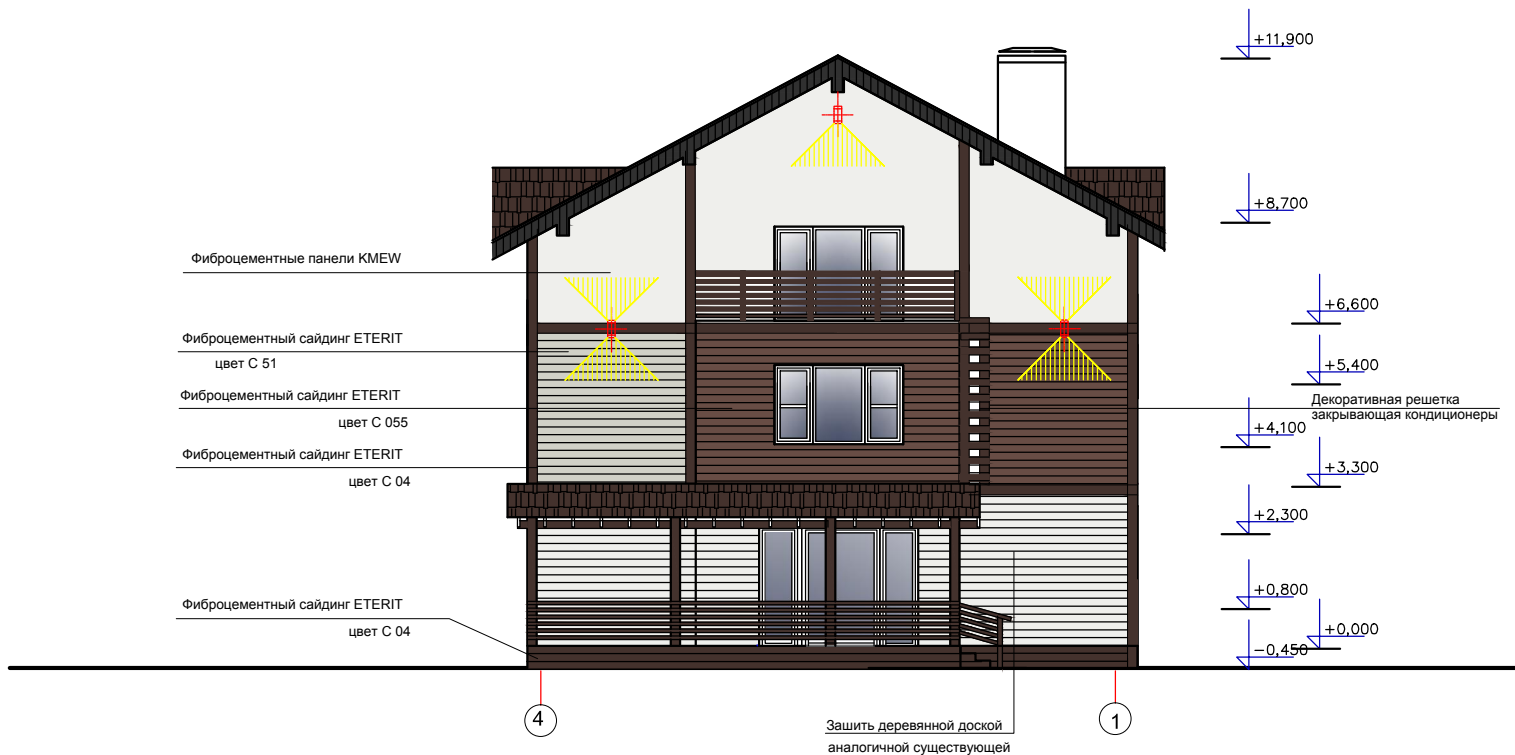 +11,900
+8,700
Фиброцементные панели KMEW
+6,600
Фиброцементный сайдинг ETERIT
цвет С 51
+5,400
Фиброцементный сайдинг ETERIT
цвет С 055
Декоративная решетка
закрывающая кондиционеры
+4,100
Фиброцементный сайдинг ETERIT
цвет С 04
+3,300
+2,300
+0,800
Фиброцементный сайдинг ETERIT
цвет С 04
+0,000
-0,450
4
1
Зашить деревянной доской
аналогичной существующей